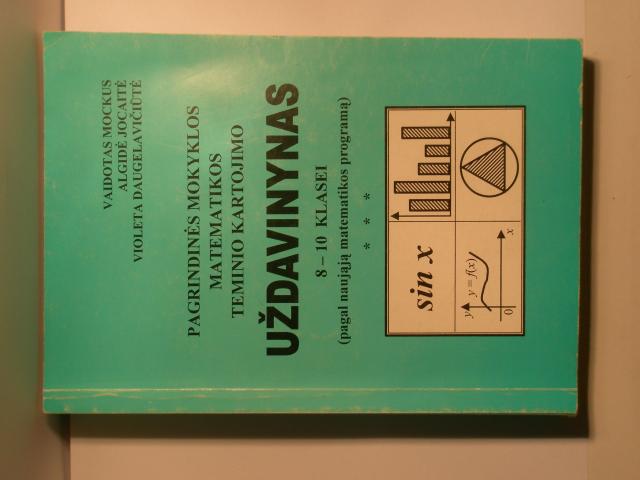 VAIDOTAS MOCKUS
ALGIDĖ JOCAITĖ
VIOLETA DAUGELAVIČIŪTĖ
PAGRINDINĖS MOKYKLOS
MATEMATIKOS
TEMINIO KARTOJIMO
UŽDAVINYNAS
8 – 10 KLASEI
(pagal naująją matematikos programą)
* * *
sin x
y
y = f(x)
0
x